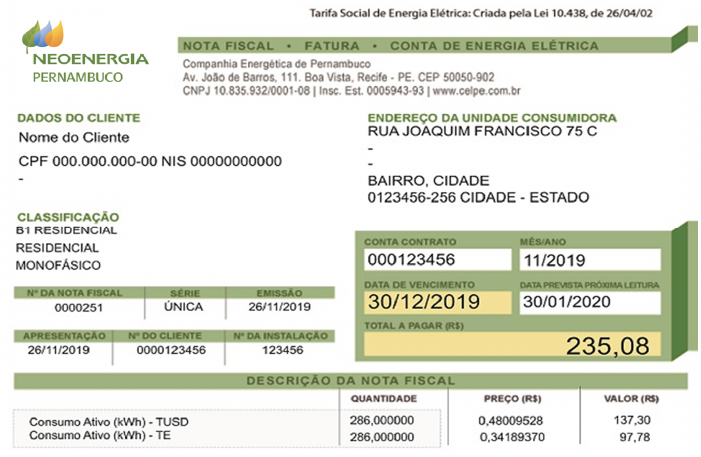 Tarifa Social de Energia Elétrica: Criada pela Lei 10.438, de 26/04/02
NEOENERGIA
PERNAMBUCO
NOTA FISCAL • FATURA • CONTA DE ENERGIA ELÉTRICA
Companhia Energética de Pernambuco
Av. João de Barros, 111. Boa Vista, Recife - PE. CEP 50050-902
CNPJ 10.835.932/0001-08 | Insc. Est. 0005943-93 | www.celpe.com.br
DADOS DO CLIENTE
Nome do Cliente
CPF 000.000.000-00 NIS 00000000000
-
ENDEREÇO DA UNIDADE CONSUMIDORA
RUA JOAQUIM FRANCISCO 75 C
-
-
BAIRRO, CIDADE
0123456-256 CIDADE - ESTADO
CLASSIFICAÇÃO
B1 RESIDENCIAL
RESIDENCIAL
MONOFÁSICO
CONTA CONTRATO MÊS/ANO
000123456 11/2019
DATA DE VENCIMENTO DATA PREVISTA PRÓXIMA LEITURA
30/12/2019 30/01/2020
TOTAL A PAGAR (R$)
235,08
Nº DA NOTA FISCAL SÉRIE EMISSÃO
0000251 ÚNICA 26/11/2019
APRESENTAÇÃO Nº DO CLIENTE Nº DA INSTALAÇÃO
26/11/2019 0000123456 123456
DESCRIÇÃO DA NOTA FISCAL
QUANTIDADE PREÇO (R$) VALOR (R$)
Consumo Ativo (kWh) - TUSD 286,000000 0,48009528 137,30
Consumo Ativo (kWh) - TE 286,000000 0,34189370 97,78